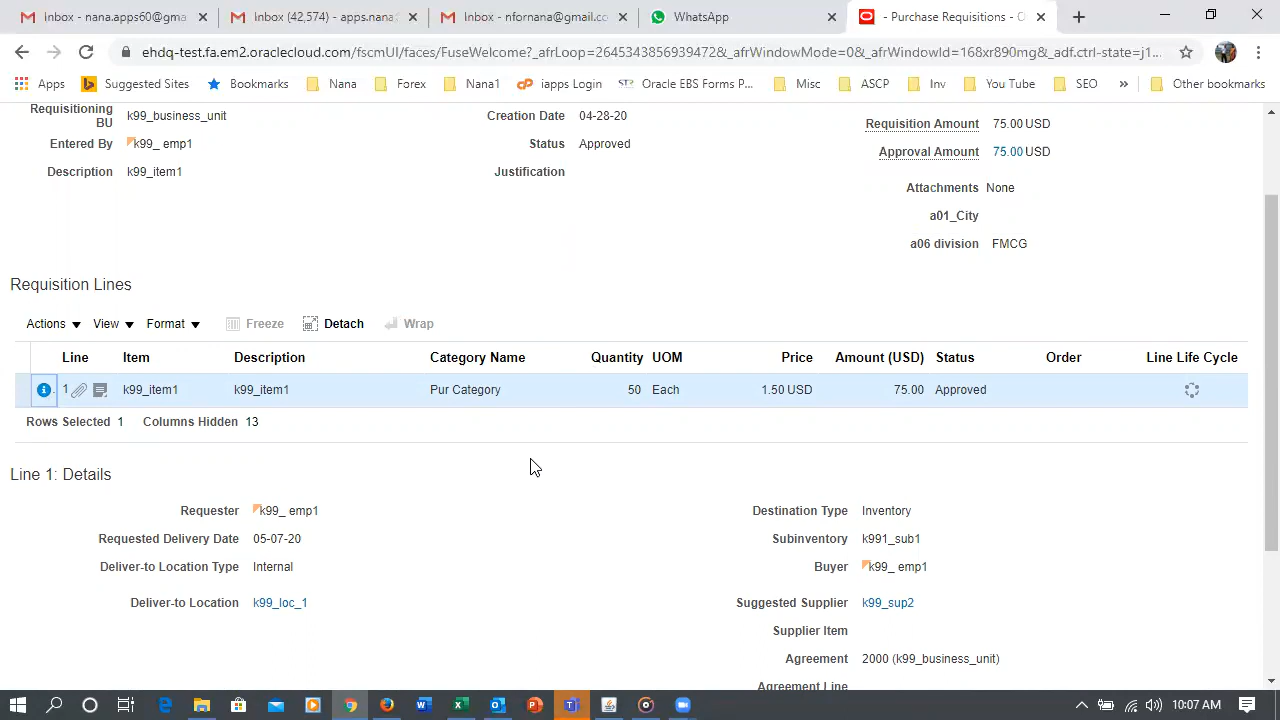 Inbox - nana.apps60@gma
Inbox (42,574) - apps.nana
Inbox - nfornana@gmail.c
WhatsApp
- Purchase Requisitions - O
ehdq-test.fa.em2.oraclecloud.com/fscmUI/faces/FuseWelcome?_afrLoop=26453438569394728&_afrWindowMode=0&_afrWindowId=168xr890mg&_adf.ctrl-state=j1...
Apps
Suggested Sites
Bookmarks
Nana
Forex
Nana1
iapps Login
Oracle EBS Forms P...
Misc
ASCP
Inv
You Tube
SEO
»
Other bookmarks
Requisitioning BU k99_business_unit
Creation Date 04-28-20
Requisition Amount 75.00 USD
Entered By k99_ emp1
Status Approved
Approval Amount 75.00 USD
Description k99_item1
Justification
Attachments None
a01_City
a06 division FMCG
Requisition Lines
Actions View Format Freeze Detach Wrap
Line Item Description Category Name Quantity UOM Price Amount (USD) Status Order Line Life Cycle
1 k99_item1 k99_item1 Pur Category 50 Each 1.50 USD 75.00 Approved
Rows Selected 1 Columns Hidden 13
Line 1: Details
Requester k99_ emp1
Destination Type Inventory
Requested Delivery Date 05-07-20
Subinventory k991_sub1
Deliver-to Location Type Internal
Buyer k99_ emp1
Deliver-to Location k99_loc_1
Suggested Supplier k99_sup2
Supplier Item
Agreement 2000 (k99_business_unit)
Agreement Line
10:07 AM